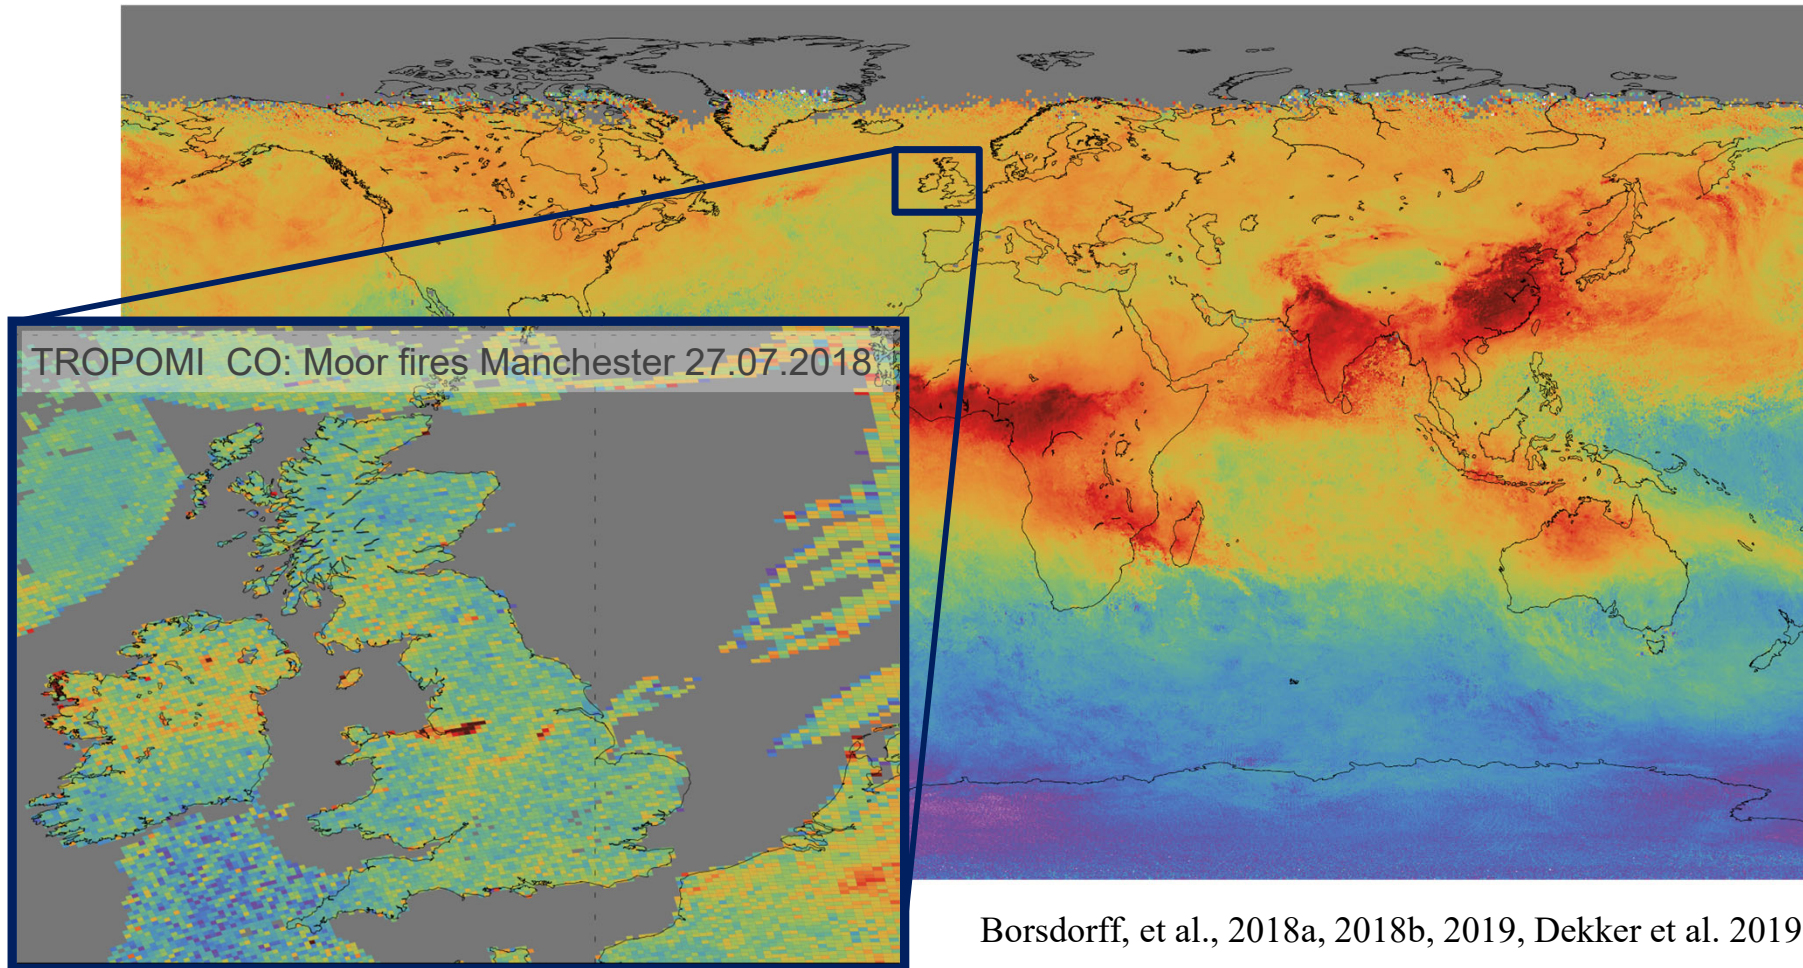 TROPOMI  CO: Moor fires Manchester 27.07.2018
Borsdorff, et al., 2018a, 2018b, 2019, Dekker et al. 2019